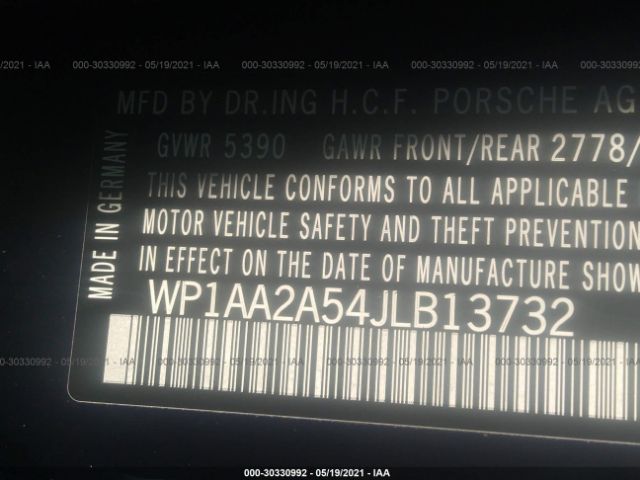 /2021 - IAA 000-30330992 - 05/19/2021 - IAA 000-30330992 - 05/19/2
MFD BY DR.ING H.C.F. PORSCHE AG
GVWR 5390 GAWR FRONT/REAR 2778/
MADE IN GERMANY
THIS VEHICLE CONFORMS TO ALL APPLICABLE
MOTOR VEHICLE SAFETY AND THEFT PREVENTION
IN EFFECT ON THE DATE OF MANUFACTURE SHOW
WP1AA2A54JLB13732
000-30330992 - 05/19/2021 - IAA 000-30330992 - 05/19/2021 - IAA
000-30330992 - 05/19/2021 - IAA